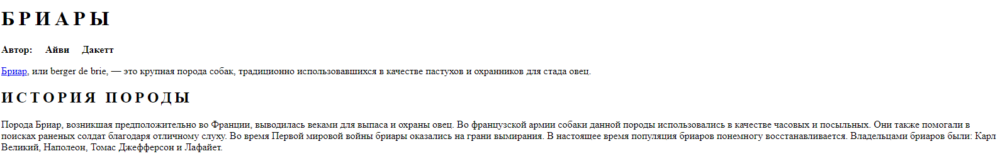 БРИАРЫ
Автор: Айви Дакетт
Бриар, или berger de brie, — это крупная порода собак, традиционно использовавшихся в качестве пастухов и охранников для стада овец.
ИСТОРИЯ ПОРОДЫ
Порода Бриар, возникшая предположительно во Франции, выводилась веками для выпаса и охраны овец. Во французской армии собаки данной породы использовались в качестве часовых и посыльных. Они также помогали в
поисках раненых солдат благодаря отличному слуху. Во время Первой мировой войны бриары оказались на грани вымирания. В настоящее время популяция бриаров понемногу восстанавливается. Владельцами бриаров были: Карл
Великий, Наполеон, Томас Джефферсон и Лафайет.